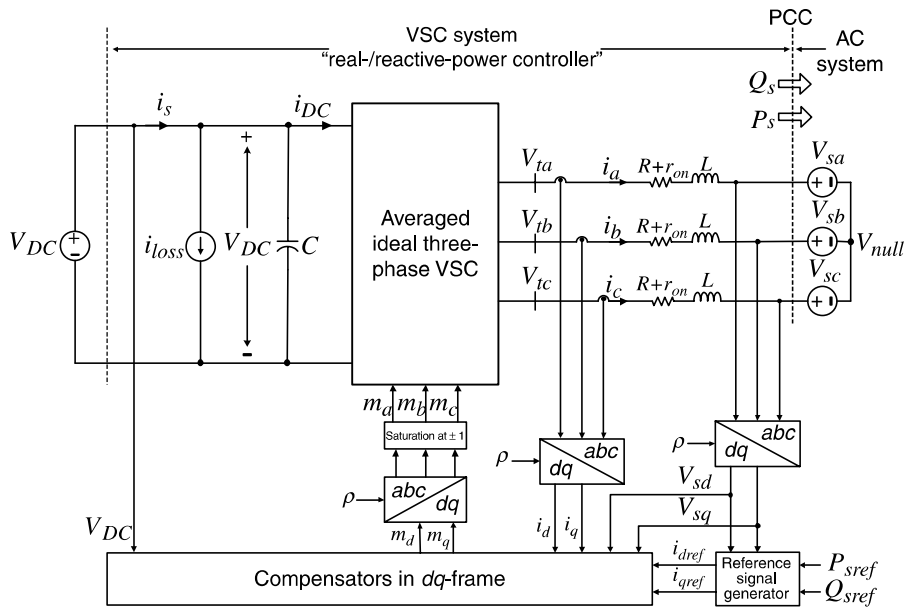 VSC system
"real-/reactive-power controller"
PCC
AC
system
Q_s
P_s
i_s
i_DC
V_DC
+
-
i_loss
+
V_DC
-
C
Averaged
ideal three-
phase VSC
V_ta
i_a
R+r_on
L
V_sa
+
-
V_tb
i_b
R+r_on
L
V_sb
+
-
V_null
V_tc
i_c
R+r_on
L
V_sc
+
-
m_a m_b m_c
Saturation at ± 1
ρ
abc
dq
m_d m_q
ρ
abc
dq
i_d i_q
ρ
abc
dq
V_sd
V_sq
V_DC
Compensators in dq-frame
i_dref
i_qref
Reference
signal
generator
P_sref
Q_sref